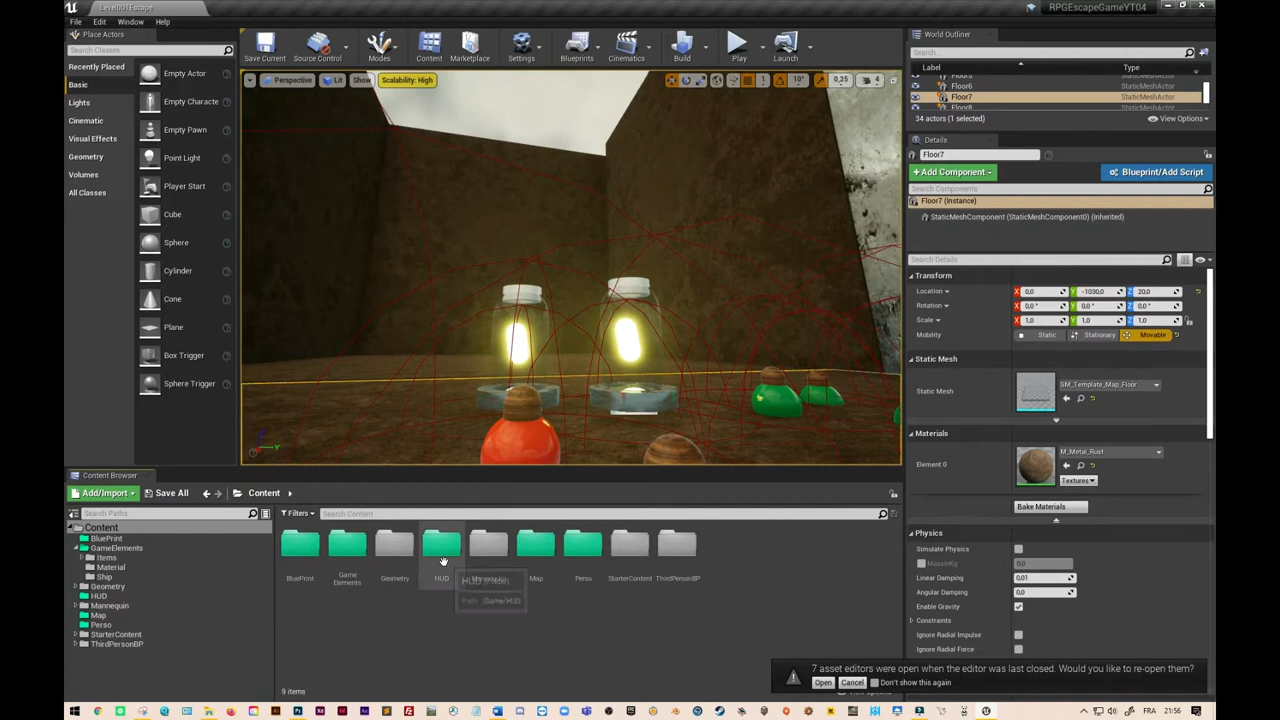 Level001Escape
RPGEscapeGameYT04
File Edit Window Help
Place Actors
Search Classes
Recently Placed
Basic
Lights
Cinematic
Visual Effects
Geometry
Volumes
All Classes
Empty Actor
Empty Characte
Empty Pawn
Point Light
Player Start
Cube
Sphere
Cylinder
Cone
Plane
Box Trigger
Sphere Trigger
Save Current
Source Control
Modes
Content
Marketplace
Settings
Blueprints
Cinematics
Build
Play
Launch
Perspective
Lit
Show
Scalability: High
1
10°
0,25
4
World Outliner
Search...
Label
Type
Floor5
StaticMeshActor
Floor6
StaticMeshActor
Floor7
StaticMeshActor
Floor8
StaticMeshActor
34 actors (1 selected)
View Options
Details
Floor7
+Add Component
Blueprint/Add Script
Search Components
Floor7 (Instance)
StaticMeshComponent (StaticMeshComponent0) (Inherited)
Search Details
Transform
Location
X 0,0
Y -1030,0
Z 20,0
Rotation
X 0,0 °
Y 0,0 °
Z 0,0 °
Scale
X 1,0
Y 1,0
Z 1,0
Mobility
Static
Stationary
Movable
Static Mesh
Static Mesh
SM_Template_Map_Floor
Materials
Element 0
M_Metal_Rust
Textures
Bake Materials
Physics
Simulate Physics
MassInKg
0,0
Linear Damping
0,01
Angular Damping
0,0
Enable Gravity
Constraints
Ignore Radial Impulse
Ignore Radial Force
Content Browser
Add/Import
Save All
Content
Search Paths
Filters
Search Content
Content
BluePrint
GameElements
Items
Material
Ship
Geometry
HUD
Mannequin
Map
Perso
StarterContent
ThirdPersonBP
BluePrint
Game
Elements
Geometry
HUD
Map
Perso
StarterContent
ThirdPersonBP
9 items
7 asset editors were open when the editor was last closed. Would you like to re-open them?
Open
Cancel
Don't show this again
FRA
21:56